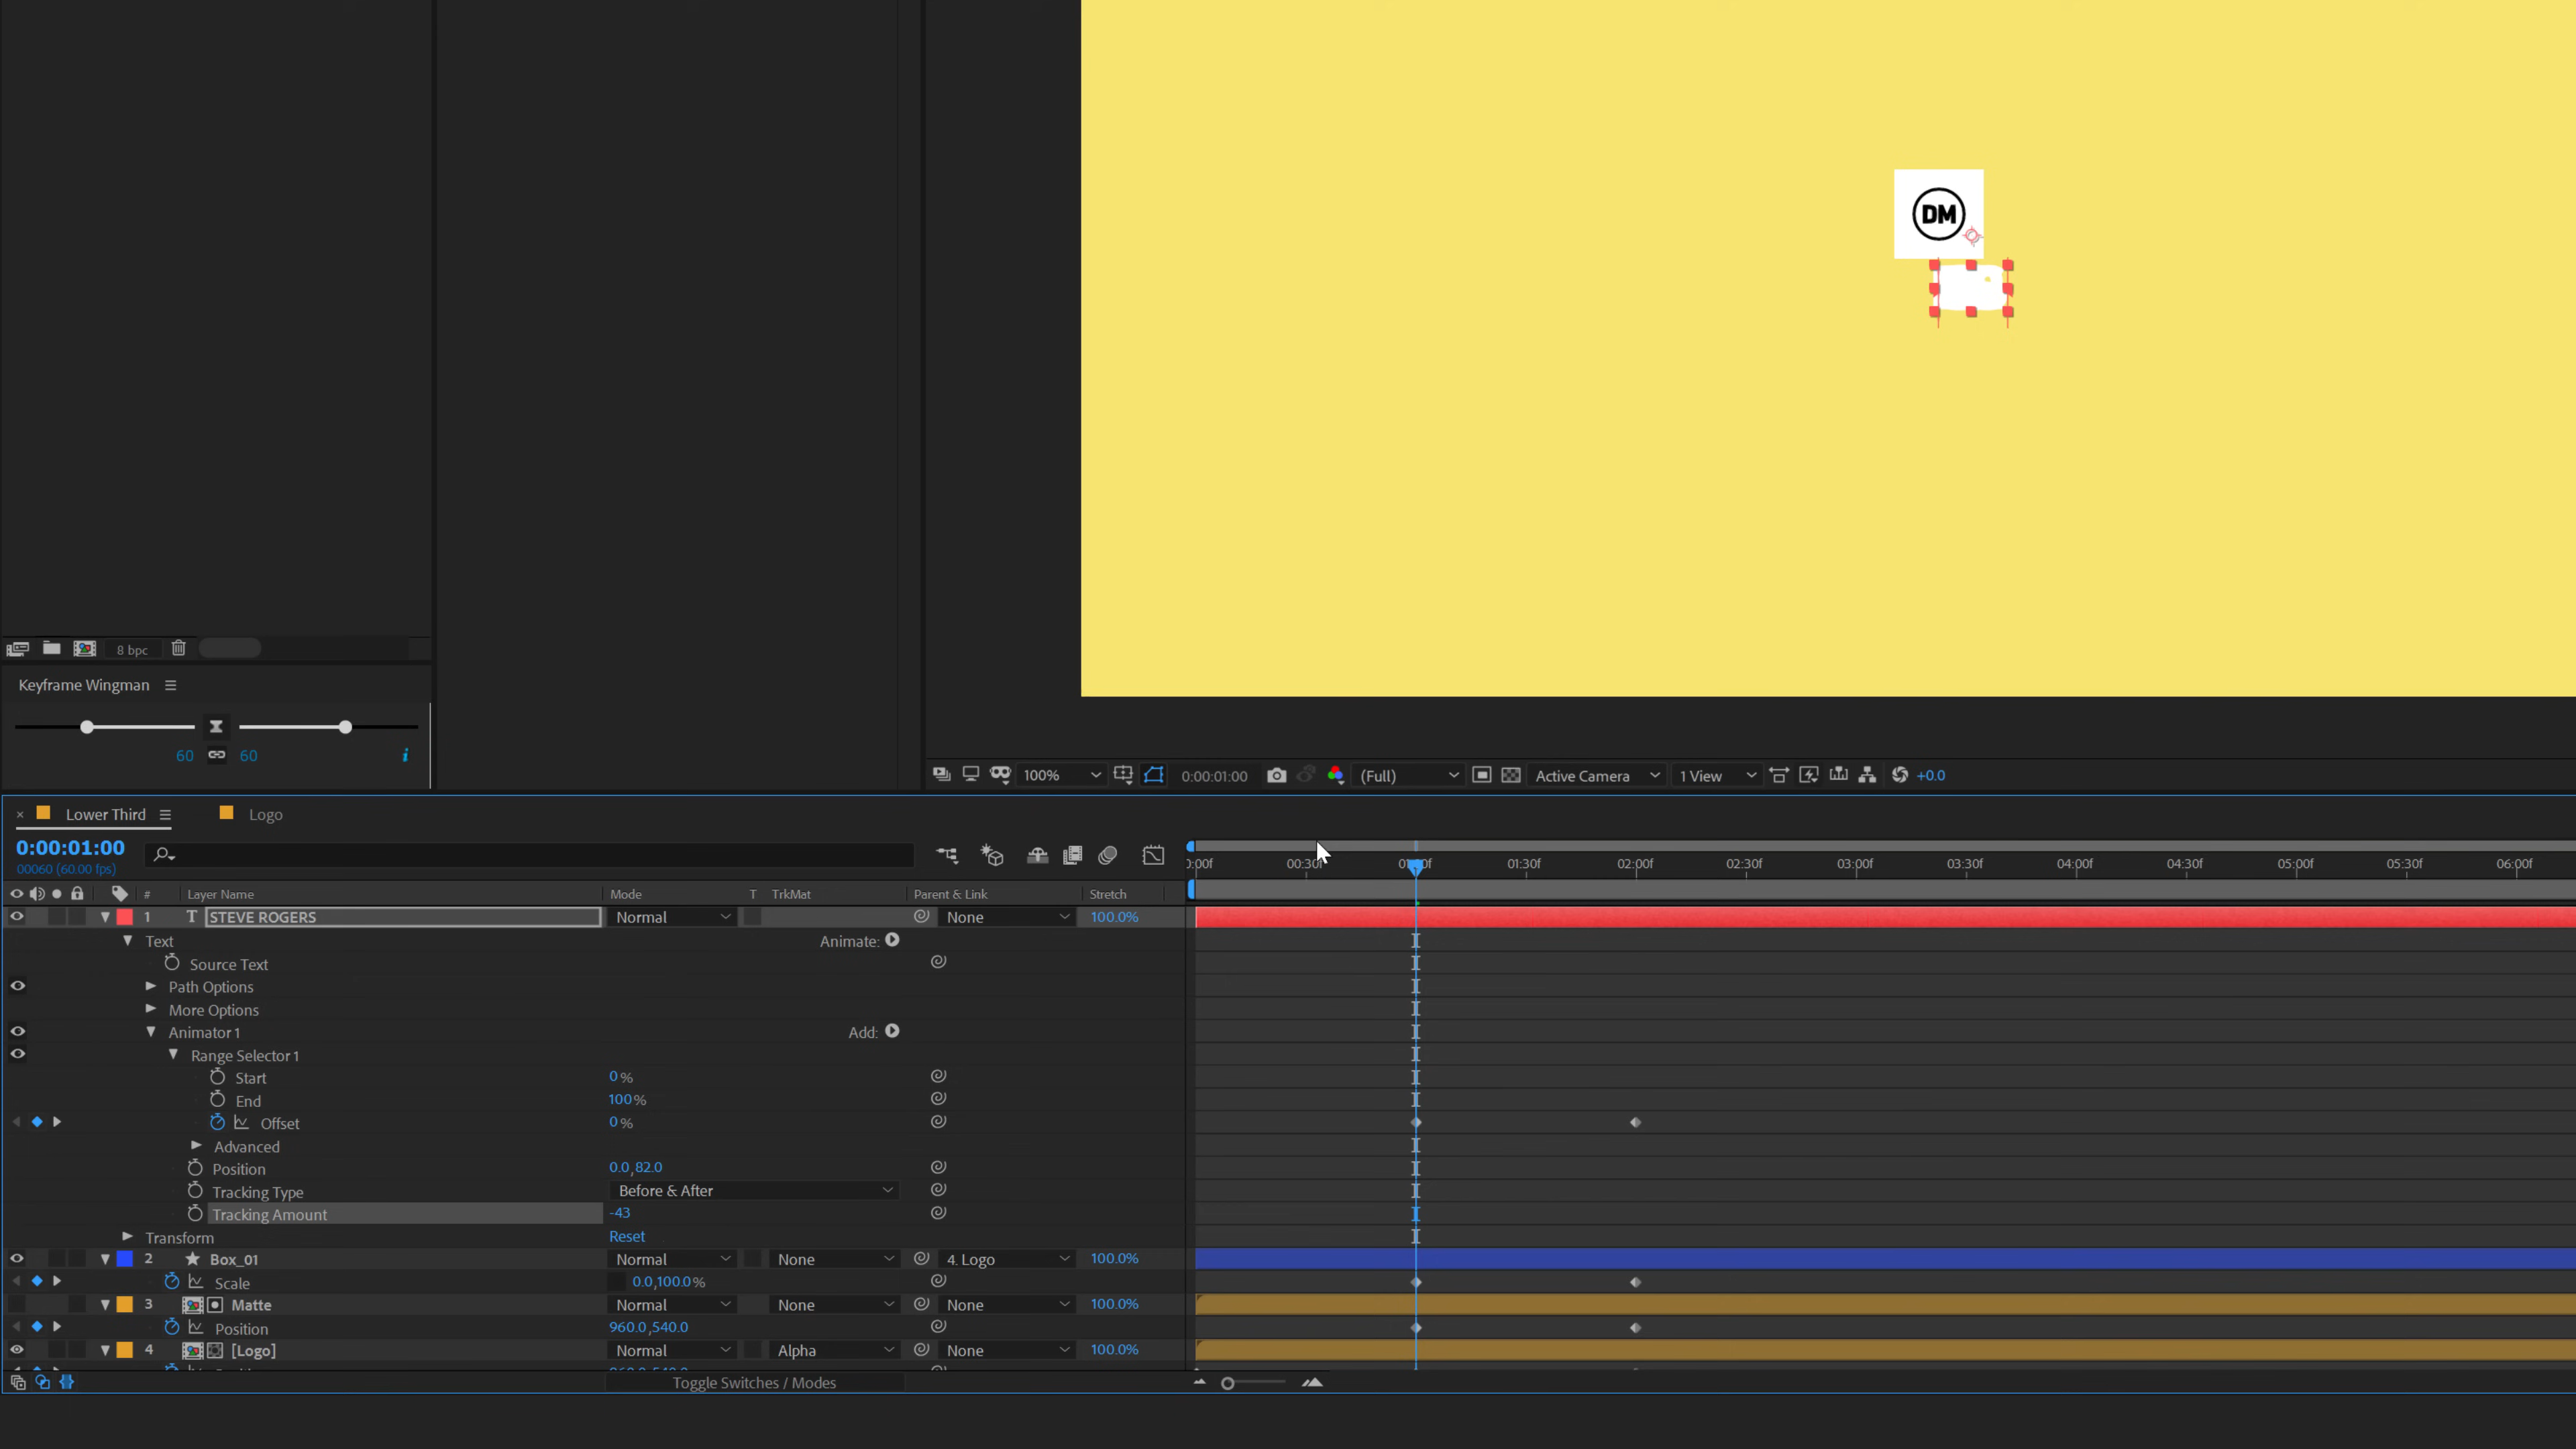 DM
8 bpc
Keyframe Wingman
60 60
100% 0:00:01:00 (Full) Active Camera 1 View +0.0
Lower Third Logo
0:00:01:00
00060 (60.00 fps)
0:00f 00:30f 01:30f 02:00f 02:30f 03:00f 03:30f 04:00f 04:30f 05:00f 05:30f 06:00f
# Layer Name Mode T TrkMat Parent & Link Stretch
1 T STEVE ROGERS Normal None 100.0%
Text Animate:
Source Text
Path Options
More Options
Animator 1 Add:
Range Selector 1
Start 0 %
End 100 %
Offset 0 %
Advanced
Position 0.0,82.0
Tracking Type Before & After
Tracking Amount -43
Transform Reset
2 Box_01 Normal None 4. Logo 100.0%
Scale 0.0,100.0 %
3 Matte Normal None None 100.0%
Position 960.0,540.0
4 [Logo] Normal Alpha None 100.0%
Toggle Switches / Modes